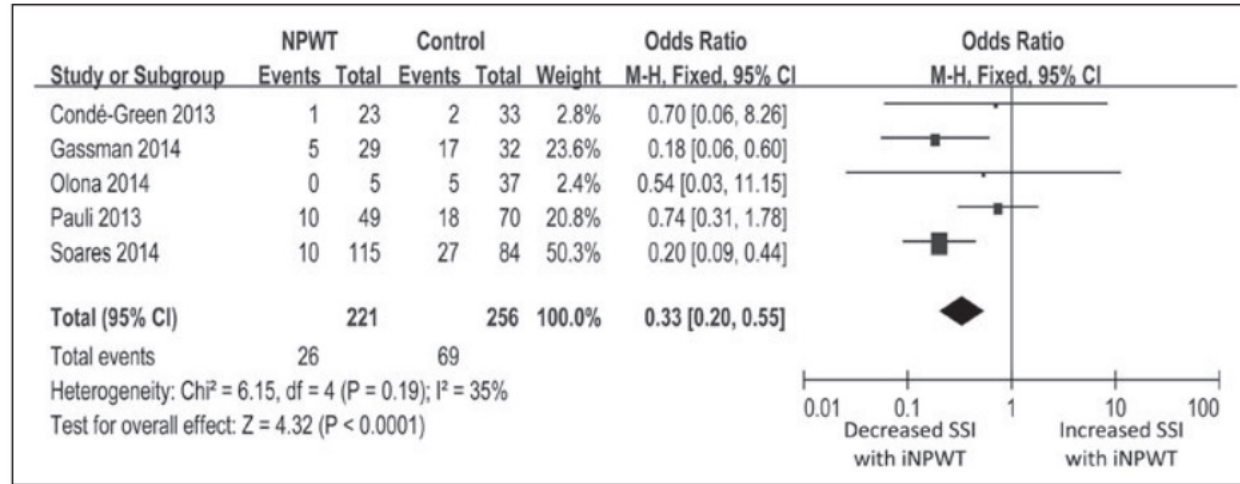 NPWT Control Odds Ratio Odds Ratio
Study or Subgroup Events Total Events Total Weight M-H, Fixed, 95% CI M-H, Fixed, 95% CI
Condé-Green 2013 1 23 2 33 2.8% 0.70 [0.06, 8.26]
Gassman 2014 5 29 17 32 23.6% 0.18 [0.06, 0.60]
Olona 2014 0 5 5 37 2.4% 0.54 [0.03, 11.15]
Pauli 2013 10 49 18 70 20.8% 0.74 [0.31, 1.78]
Soares 2014 10 115 27 84 50.3% 0.20 [0.09, 0.44]
Total (95% CI) 221 256 100.0% 0.33 [0.20, 0.55]
Total events 26 69
Heterogeneity: Chi² = 6.15, df = 4 (P = 0.19); I² = 35%
Test for overall effect: Z = 4.32 (P < 0.0001)
0.01 0.1 1 10 100
Decreased SSI Increased SSI
with iNPWT with iNPWT